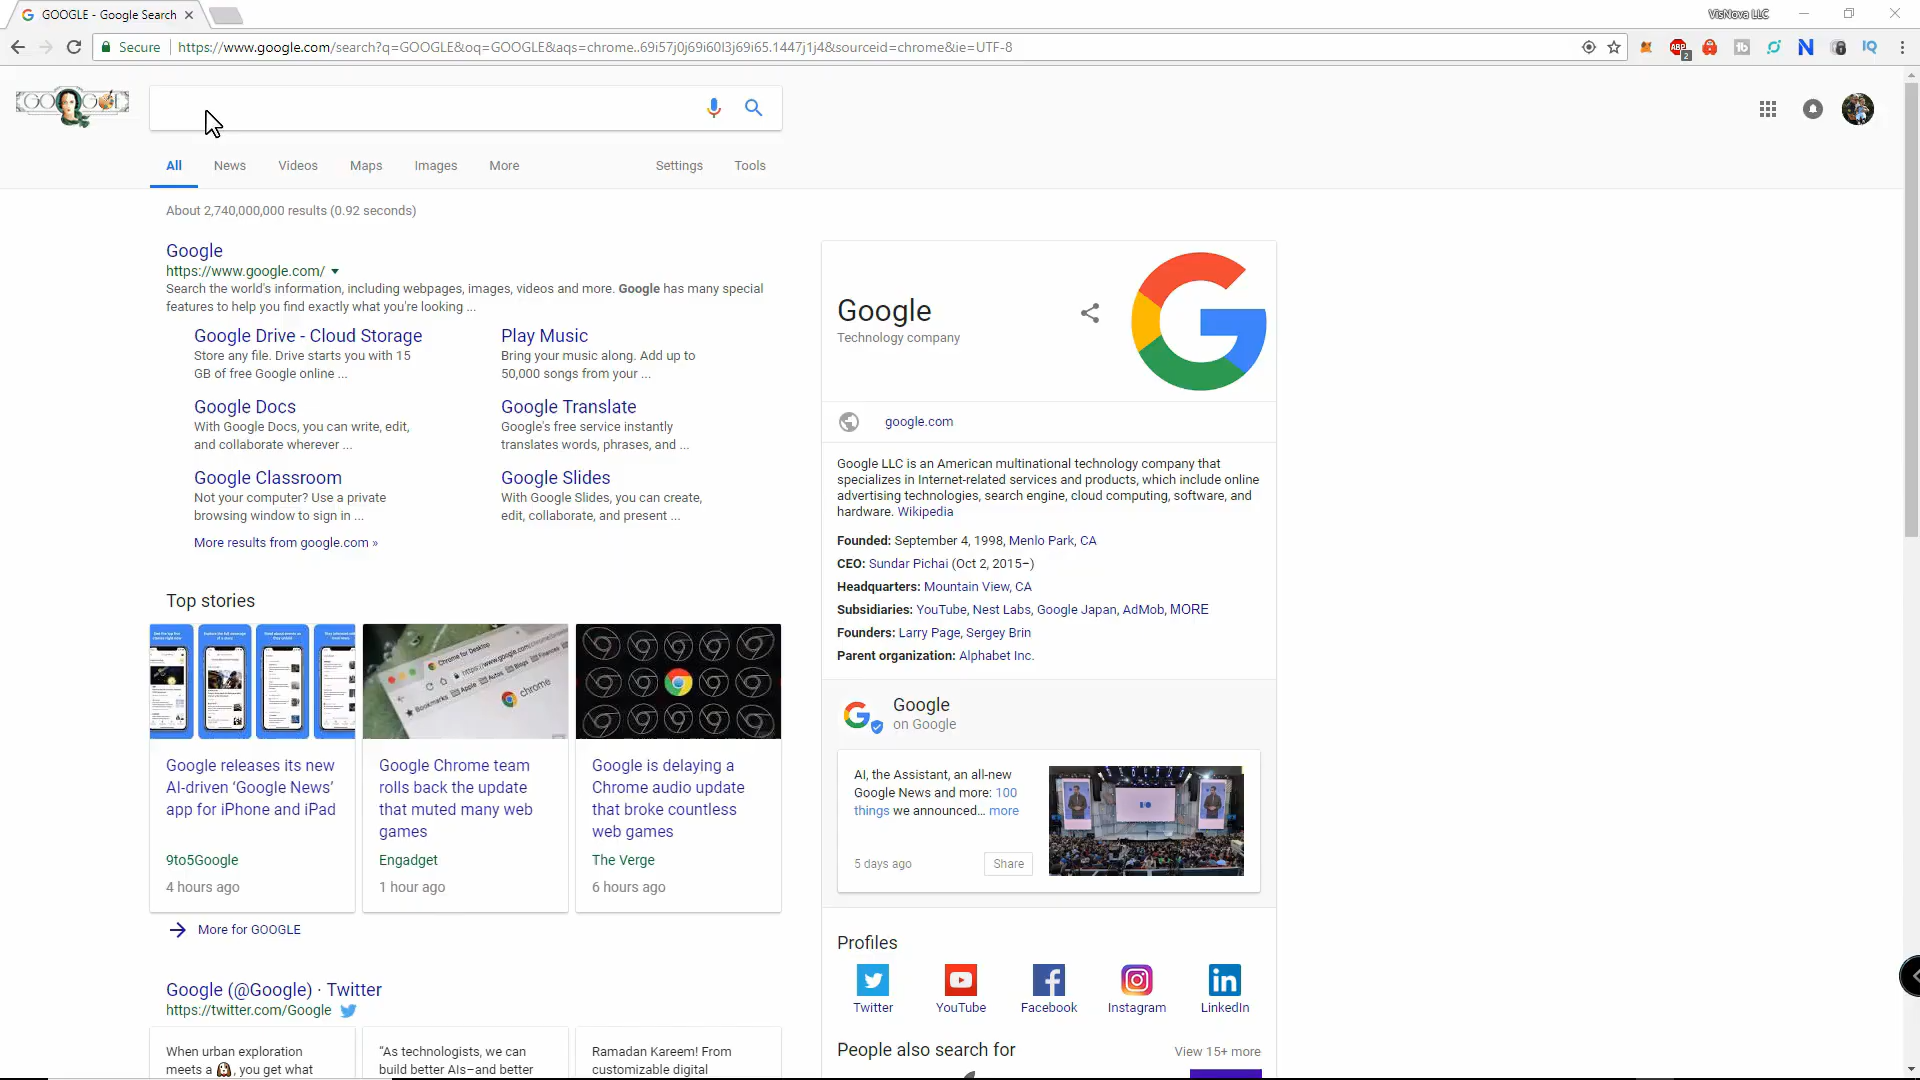 GOOGLE - Google Search
VisNova LLC
Secure
https://www.google.com/search?q=GOOGLE&oq=GOOGLE&aqs=chrome..69i57j0j69i60l3j69i65.1447j1j4&sourceid=chrome&ie=UTF-8
ABP
2
N
IQ
All
News
Videos
Maps
Images
More
Settings
Tools
About 2,740,000,000 results (0.92 seconds)
Google
https://www.google.com/
Search the world's information, including webpages, images, videos and more. Google has many special
features to help you find exactly what you're looking ...
Google Drive - Cloud Storage
Store any file. Drive starts you with 15
GB of free Google online ...
Play Music
Bring your music along. Add up to
50,000 songs from your ...
Google Docs
With Google Docs, you can write, edit,
and collaborate wherever ...
Google Translate
Google's free service instantly
translates words, phrases, and ...
Google Classroom
Not your computer? Use a private
browsing window to sign in ...
Google Slides
With Google Slides, you can create,
edit, collaborate, and present ...
More results from google.com »
Top stories
Chrome for Desktop
Bookmarks
Apple
Autos
Blogs
Finances
chrome
Google releases its new
AI-driven ‘Google News’
app for iPhone and iPad
9to5Google
4 hours ago
Google Chrome team
rolls back the update
that muted many web
games
Engadget
1 hour ago
Google is delaying a
Chrome audio update
that broke countless
web games
The Verge
6 hours ago
More for GOOGLE
Google (@Google) · Twitter
https://twitter.com/Google
When urban exploration
meets a , you get what
“As technologists, we can
build better AIs–and better
Ramadan Kareem! From
customizable digital
Google
Technology company
google.com
Google LLC is an American multinational technology company that
specializes in Internet-related services and products, which include online
advertising technologies, search engine, cloud computing, software, and
hardware. Wikipedia
Founded: September 4, 1998, Menlo Park, CA
CEO: Sundar Pichai (Oct 2, 2015–)
Headquarters: Mountain View, CA
Subsidiaries: YouTube, Nest Labs, Google Japan, AdMob, MORE
Founders: Larry Page, Sergey Brin
Parent organization: Alphabet Inc.
Google
on Google
AI, the Assistant, an all-new
Google News and more: 100
things we announced... more
5 days ago
Share
Profiles
Twitter
YouTube
Facebook
Instagram
LinkedIn
People also search for
View 15+ more